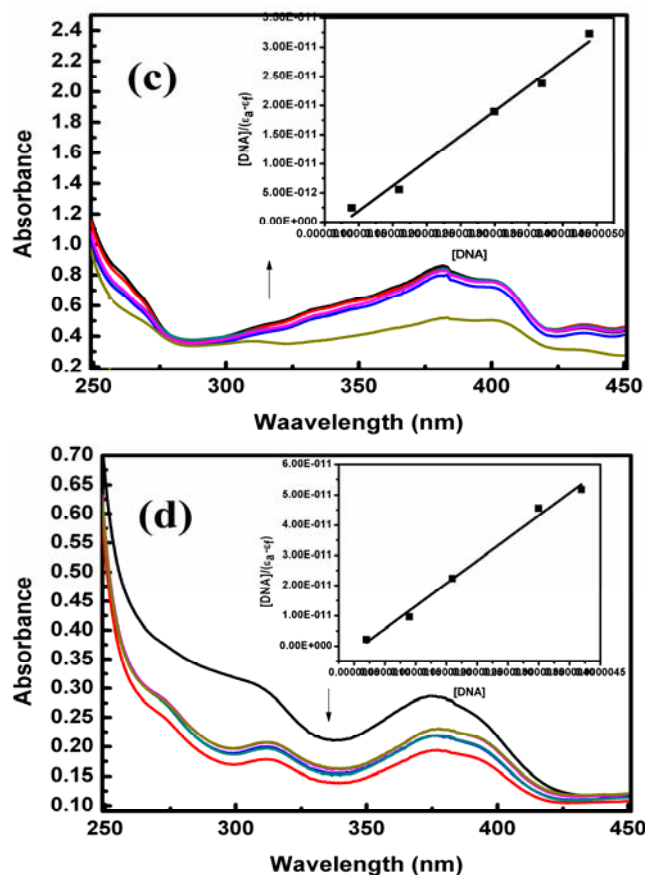 (c)
Absorbance
2.4
2.2
2.0
1.8
1.6
1.4
1.2
1.0
0.8
0.6
0.4
0.2
250
300
350
400
450
Waavelength (nm)
[DNA]/(εa-εf)
3.50E-011
3.00E-011
2.50E-011
2.00E-011
1.50E-011
1.00E-011
5.00E-012
0.00E+000
[DNA]
(d)
Absorbance
0.70
0.65
0.60
0.55
0.50
0.45
0.40
0.35
0.30
0.25
0.20
0.15
0.10
250
300
350
400
450
Wavelength (nm)
[DNA]/(εa-εf)
6.00E-011
5.00E-011
4.00E-011
3.00E-011
2.00E-011
1.00E-011
0.00E+000
[DNA]